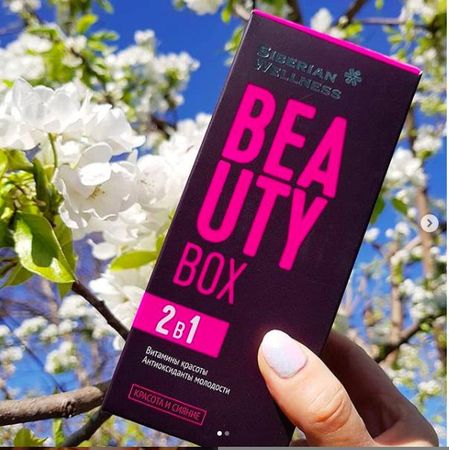 SIBERIAN
WELLNESS
BEA
UTY
BOX
2 в 1
Витамины красоты
Антиоксиданты молодости
КРАСОТА И СИЯНИЕ